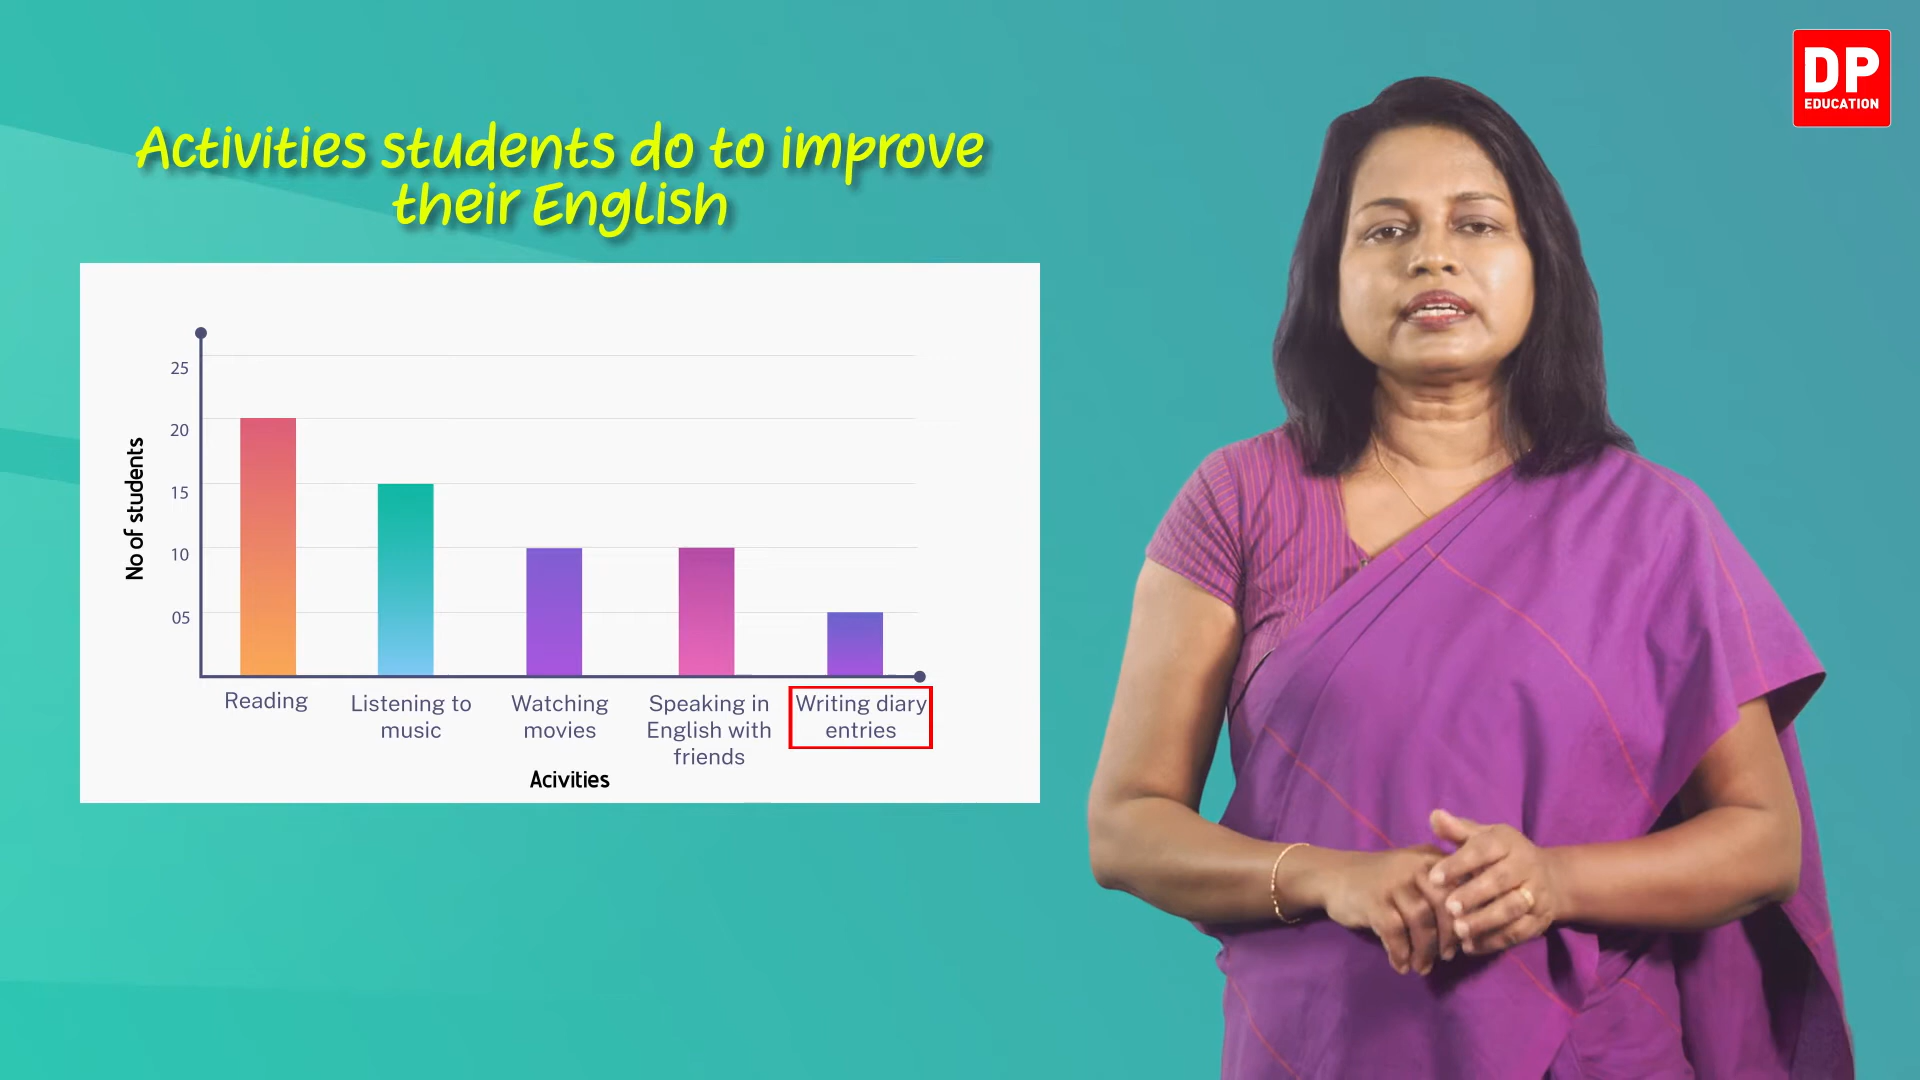 DP
EDUCATION
Activities students do to improve
their English
No of students
25
20
15
10
05
Reading
Listening to
music
Watching
movies
Speaking in
English with
friends
Writing diary
entries
Acivities